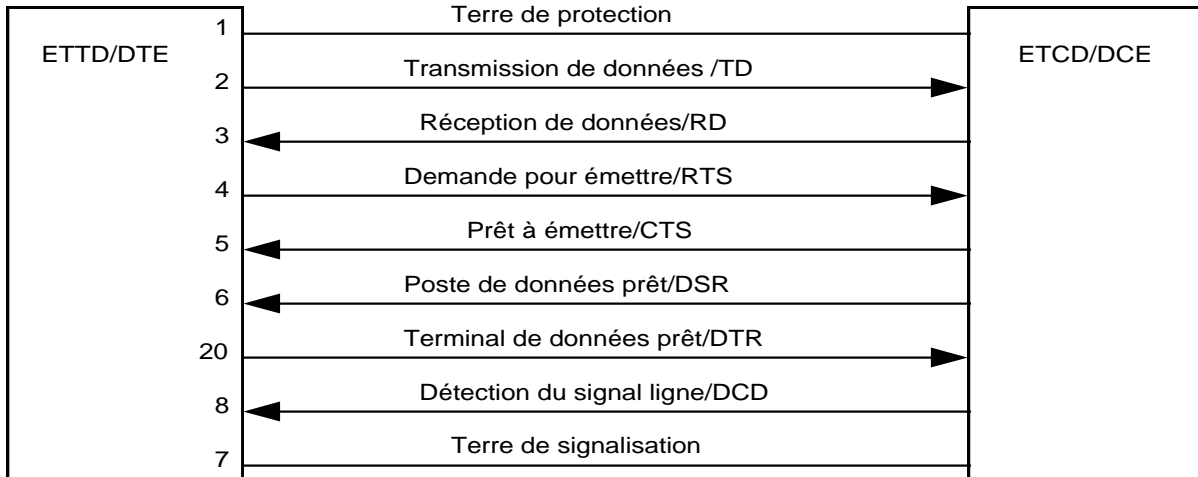 Terre de protection
1
ETTD/DTE
ETCD/DCE
Transmission de données /TD
2
Réception de données/RD
3
Demande pour émettre/RTS
4
Prêt à émettre/CTS
5
Poste de données prêt/DSR
6
Terminal de données prêt/DTR
20
Détection du signal ligne/DCD
8
Terre de signalisation
7